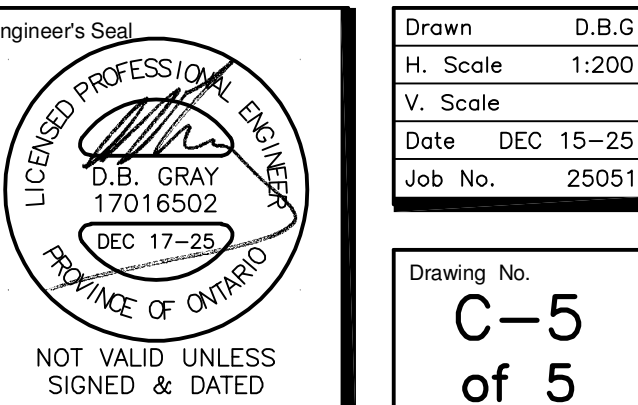 ngineer's Seal
LICENSED PROFESSIONAL ENGINEER
D.B. GRAY
17016502
DEC 17-25
PROVINCE OF ONTARIO
NOT VALID UNLESS
SIGNED & DATED
Drawn D.B.G
H. Scale 1:200
V. Scale
Date DEC 15-25
Job No. 25051
Drawing No.
C-5
of 5